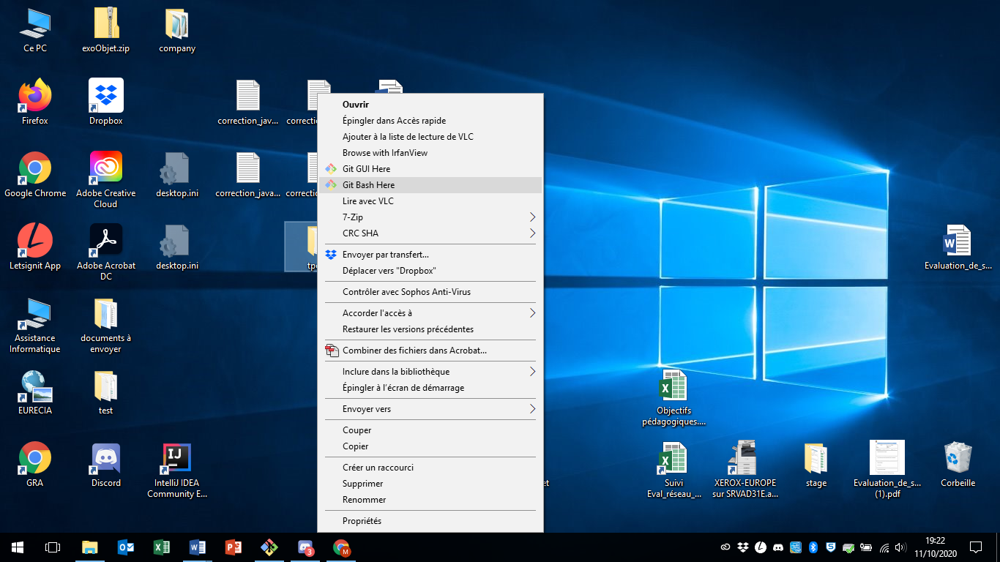 Ce PC
exoObjet.zip
company
Firefox
Dropbox
correction_jav...
correctio
Google Chrome
Adobe Creative
Cloud
desktop.ini
correction_java...
correctio
Letsignit App
Adobe Acrobat
DC
desktop.ini
tp
Assistance
Informatique
documents à
envoyer
EURECIA
test
GRA
Discord
IJ
IntelliJ IDEA
Community E...
Ouvrir
Épingler dans Accès rapide
Ajouter à la liste de lecture de VLC
Browse with IrfanView
Git GUI Here
Git Bash Here
Lire avec VLC
7-Zip
CRC SHA
Envoyer par transfert...
Déplacer vers "Dropbox"
Contrôler avec Sophos Anti-Virus
Accorder l'accès à
Restaurer les versions précédentes
Combiner des fichiers dans Acrobat...
Inclure dans la bibliothèque
Épingler à l'écran de démarrage
Envoyer vers
Couper
Copier
Créer un raccourci
Supprimer
Renommer
Propriétés
et
Evaluation_de_s...
Objectifs
pédagogiques....
Suivi
Eval_réseau_...
XEROX-EUROPE
sur SRVAD31E.a...
stage
Evaluation_de_s...
(1).pdf
Corbeille
3
M
19:22
11/10/2020